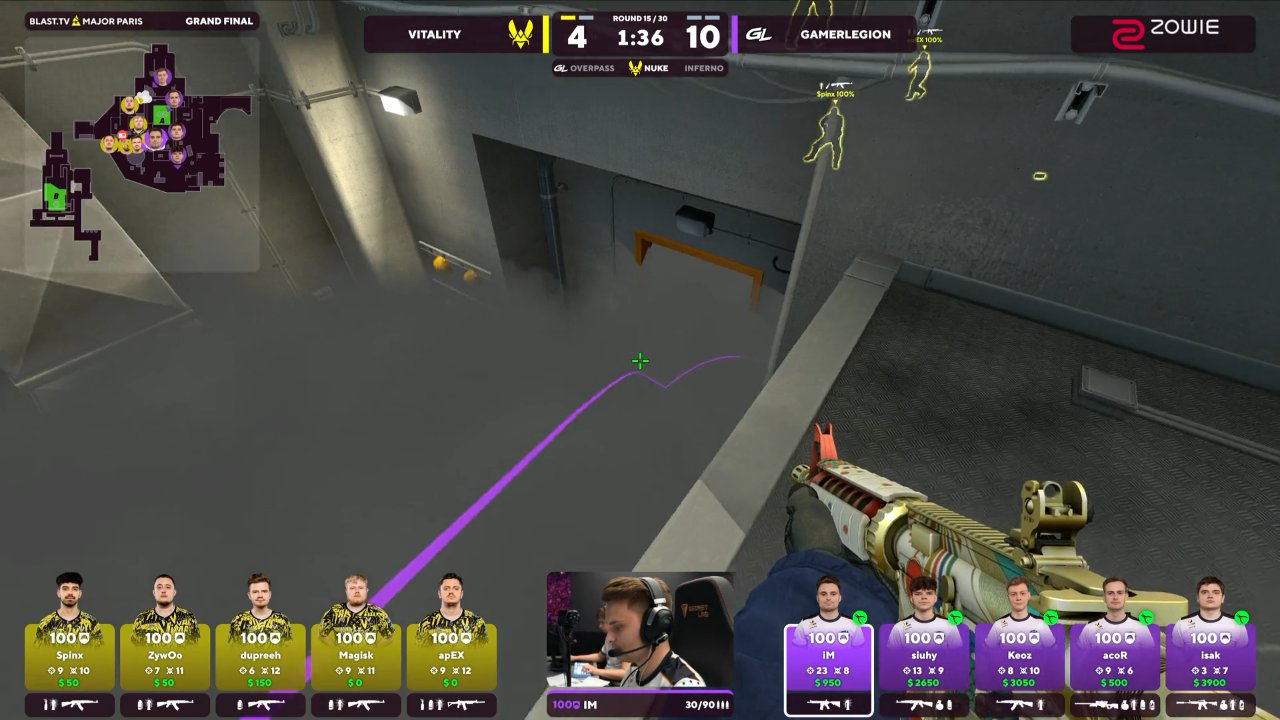 BLAST.TV MAJOR PARIS GRAND FINAL
VITALITY 4 ROUND 15 / 30 1:36 10 GL GAMERLEGION
ZOWIE
GL OVERPASS NUKE INFERNO
EX 100%
Spinx 100%
A
B
SECRETLAB
100 Spinx 9 10 $50
100 ZywOo 7 11 $50
100 dupreeh 6 12 $150
100 Magisk 9 11 $0
100 apEX 9 12 $0
100 iM 23 8 $950
100 siuhy 13 9 $2650
100 Keoz 8 10 $3050
100 acoR 9 6 $500
100 isak 3 7 $3900
100 IM 30/90